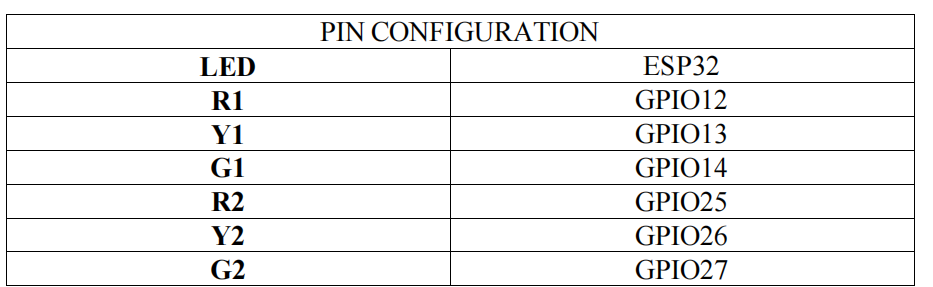 PIN CONFIGURATION
LED ESP32
R1 GPIO12
Y1 GPIO13
G1 GPIO14
R2 GPIO25
Y2 GPIO26
G2 GPIO27